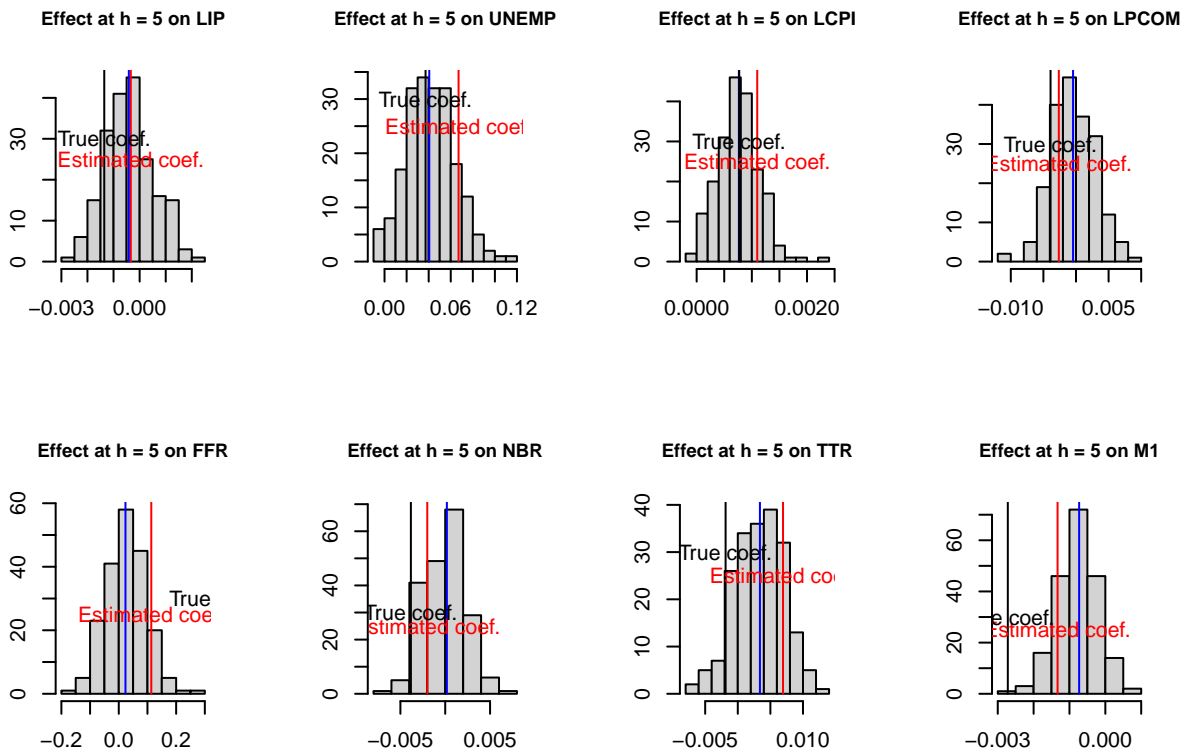 Effect at h = 5 on LIP
Effect at h = 5 on UNEMP
Effect at h = 5 on LCPI
Effect at h = 5 on LPCOM
0 10 30
True coef.
Estimated coef.
−0.003 0.000
0 10 20 30
True coef.
Estimated coef
0.00 0.06 0.12
0 10 30
True coef.
Estimated coef.
0.0000 0.0020
0 10 30
True coef.
Estimated coef.
−0.010 0.005
Effect at h = 5 on FFR
Effect at h = 5 on NBR
Effect at h = 5 on TTR
Effect at h = 5 on M1
0 20 40 60
True
Estimated coe
−0.2 0.0 0.2
0 20 40 60
True coef.
stimated coef.
−0.005 0.005
0 10 20 30 40
True coef.
Estimated co
−0.005 0.010
0 20 40 60
e coef.
Estimated coef.
−0.003 0.000